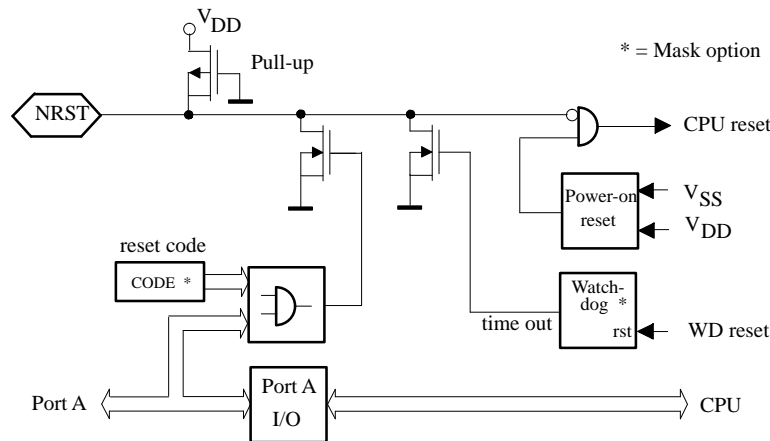 VDD
Pull-up
* = Mask option
NRST
CPU reset
Power-on
reset
VSS
VDD
reset code
CODE *
Watch-
dog *
time out
rst
WD reset
Port A
Port A
I/O
CPU